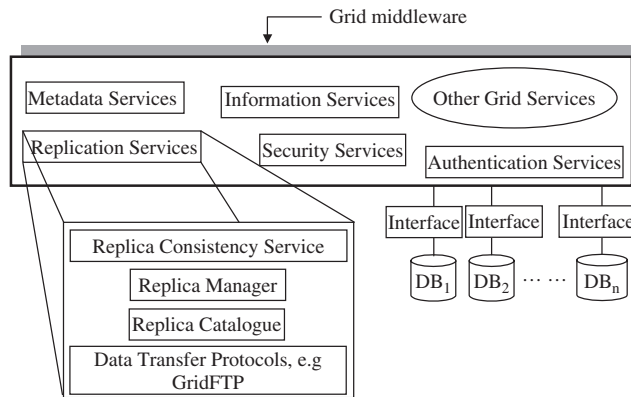 Grid middleware
Metadata Services
Information Services
Other Grid Services
Replication Services
Security Services
Authentication Services
Interface Interface Interface
Replica Consistency Service
DB1 DB2 ... ... DBn
Replica Manager
Replica Catalogue
Data Transfer Protocols, e.g
GridFTP